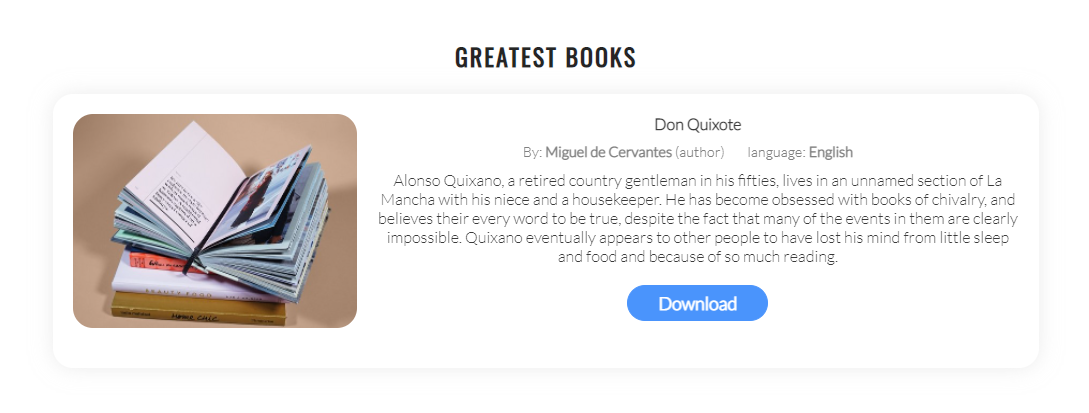 GREATEST BOOKS
Don Quixote
By: Miguel de Cervantes (author) language: English
Alonso Quixano, a retired country gentleman in his fifties, lives in an unnamed section of La
Mancha with his niece and a housekeeper. He has become obsessed with books of chivalry, and
believes their every word to be true, despite the fact that many of the events in them are clearly
impossible. Quixano eventually appears to other people to have lost his mind from little sleep
and food and because of so much reading.
Download
BEAUTY FOOD
HOME CHIC